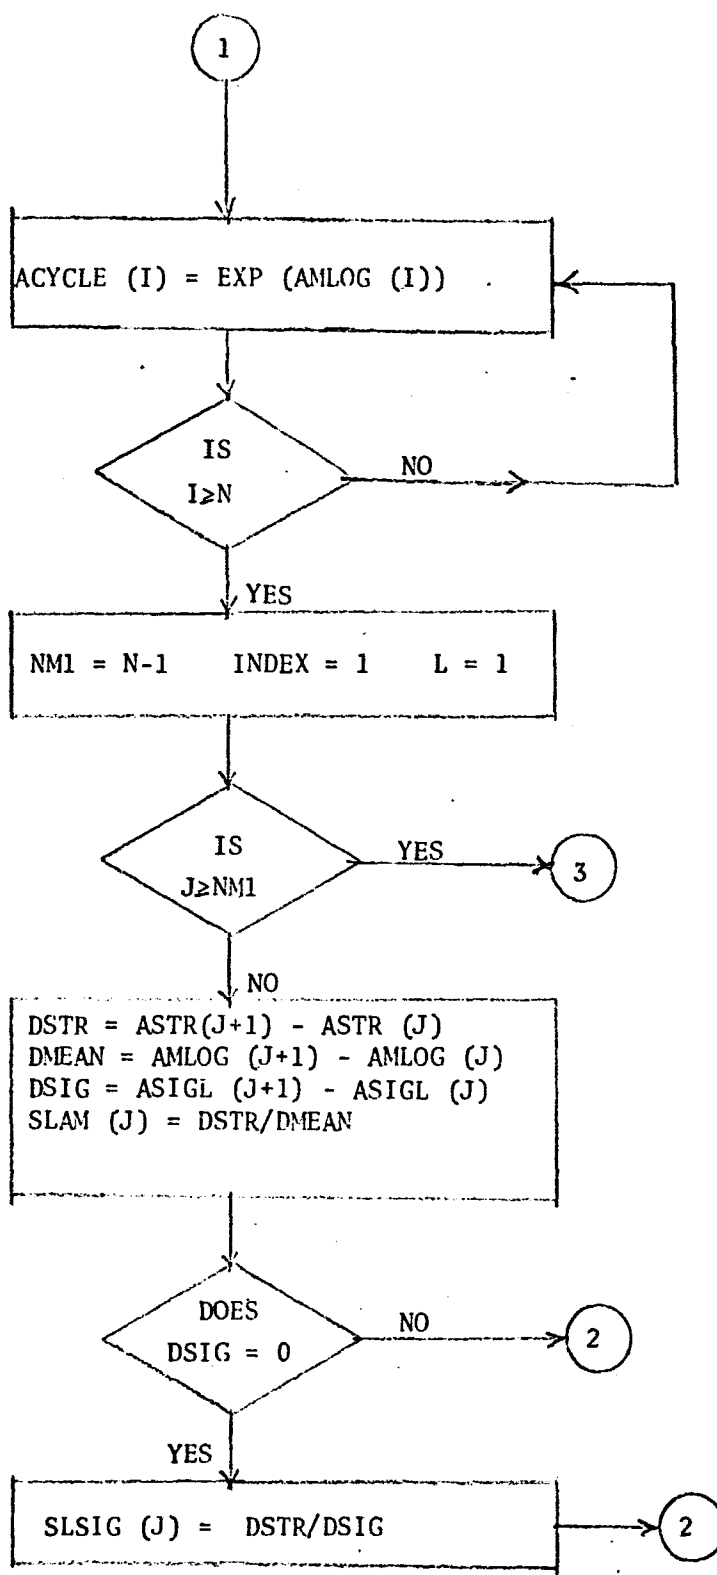 1
ACYCLE (I) = EXP (AMLOG (I))
IS
I≥N
NO
YES
NM1 = N-1 INDEX = 1 L = 1
IS
J≥NM1
YES
3
NO
DSTR = ASTR(J+1) - ASTR (J)
DMEAN = AMLOG (J+1) - AMLOG (J)
DSIG = ASIGL (J+1) - ASIGL (J)
SLAM (J) = DSTR/DMEAN
DOES
DSIG = 0
NO
2
YES
SLSIG (J) = DSTR/DSIG
2